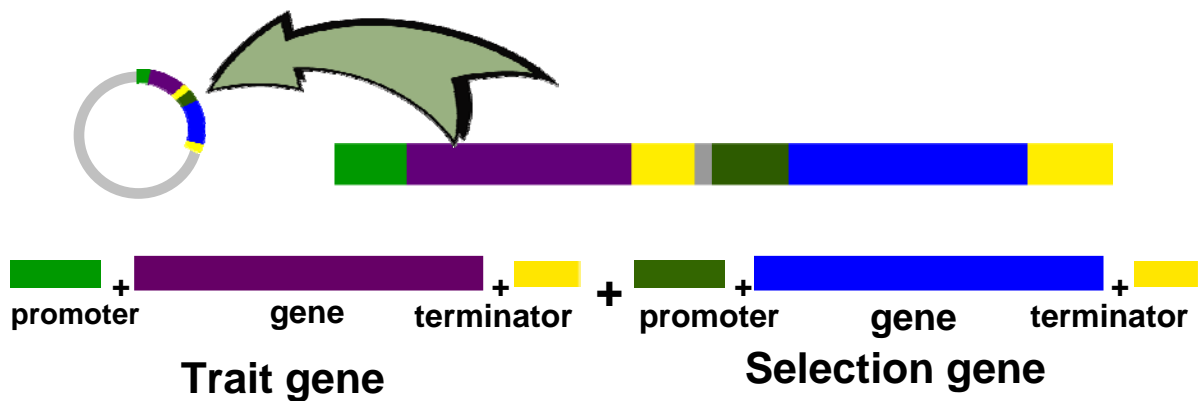 + + + + +
promoter gene terminator promoter gene terminator
Trait gene Selection gene